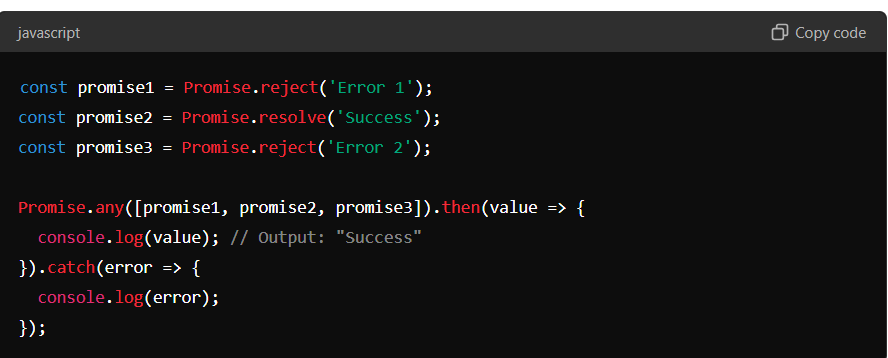 javascript
Copy code
const promise1 = Promise.reject('Error 1');
const promise2 = Promise.resolve('Success');
const promise3 = Promise.reject('Error 2');
Promise.any([promise1, promise2, promise3]).then(value => {
  console.log(value); // Output: "Success"
}).catch(error => {
  console.log(error);
});